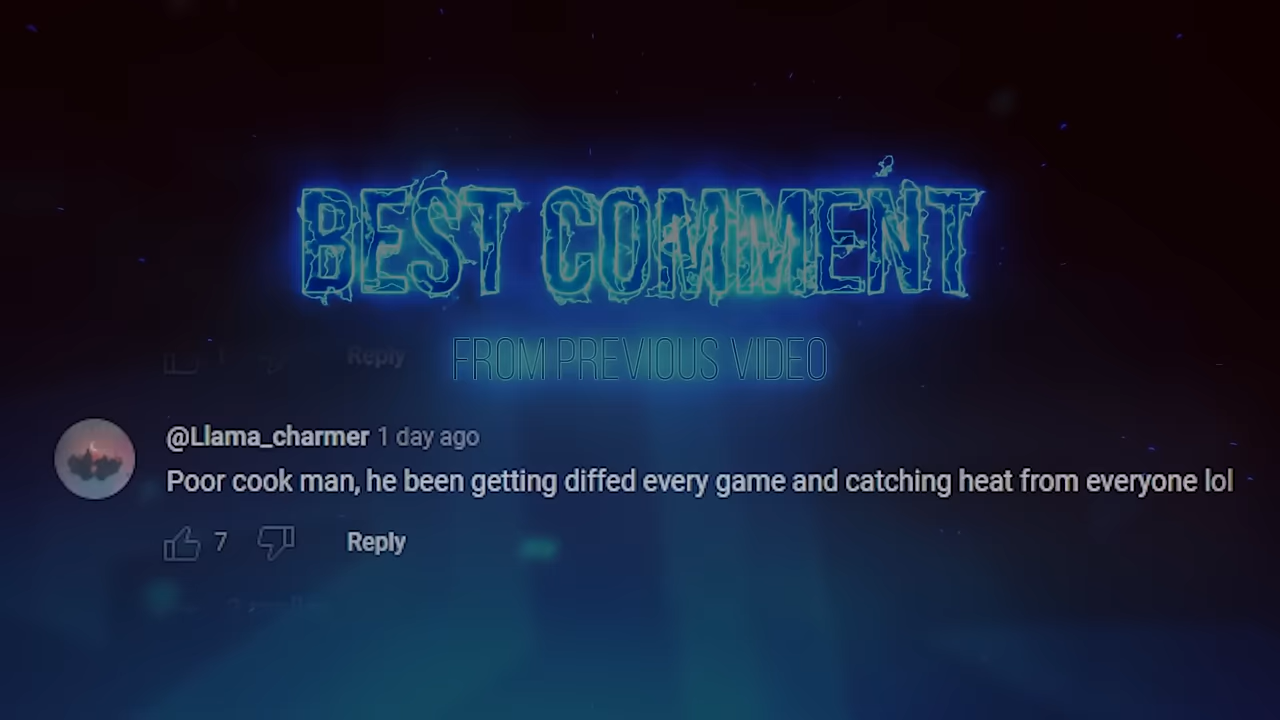 BEST COMMENT
FROM PREVIOUS VIDEO
Reply
@Llama_charmer 1 day ago
Poor cook man, he been getting diffed every game and catching heat from everyone lol
7 Reply